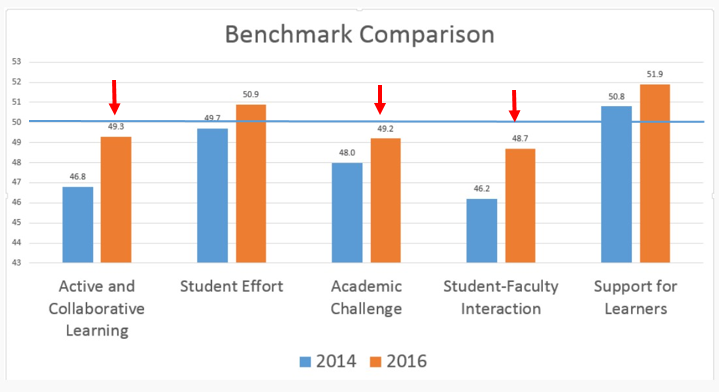 Benchmark Comparison
53
52
51
50
49
48
47
46
45
44
43
46.8
49.3
49.7
50.9
48.0
49.2
46.2
48.7
50.8
51.9
Active and
Collaborative
Learning
Student Effort
Academic
Challenge
Student-Faculty
Interaction
Support for
Learners
2014 2016